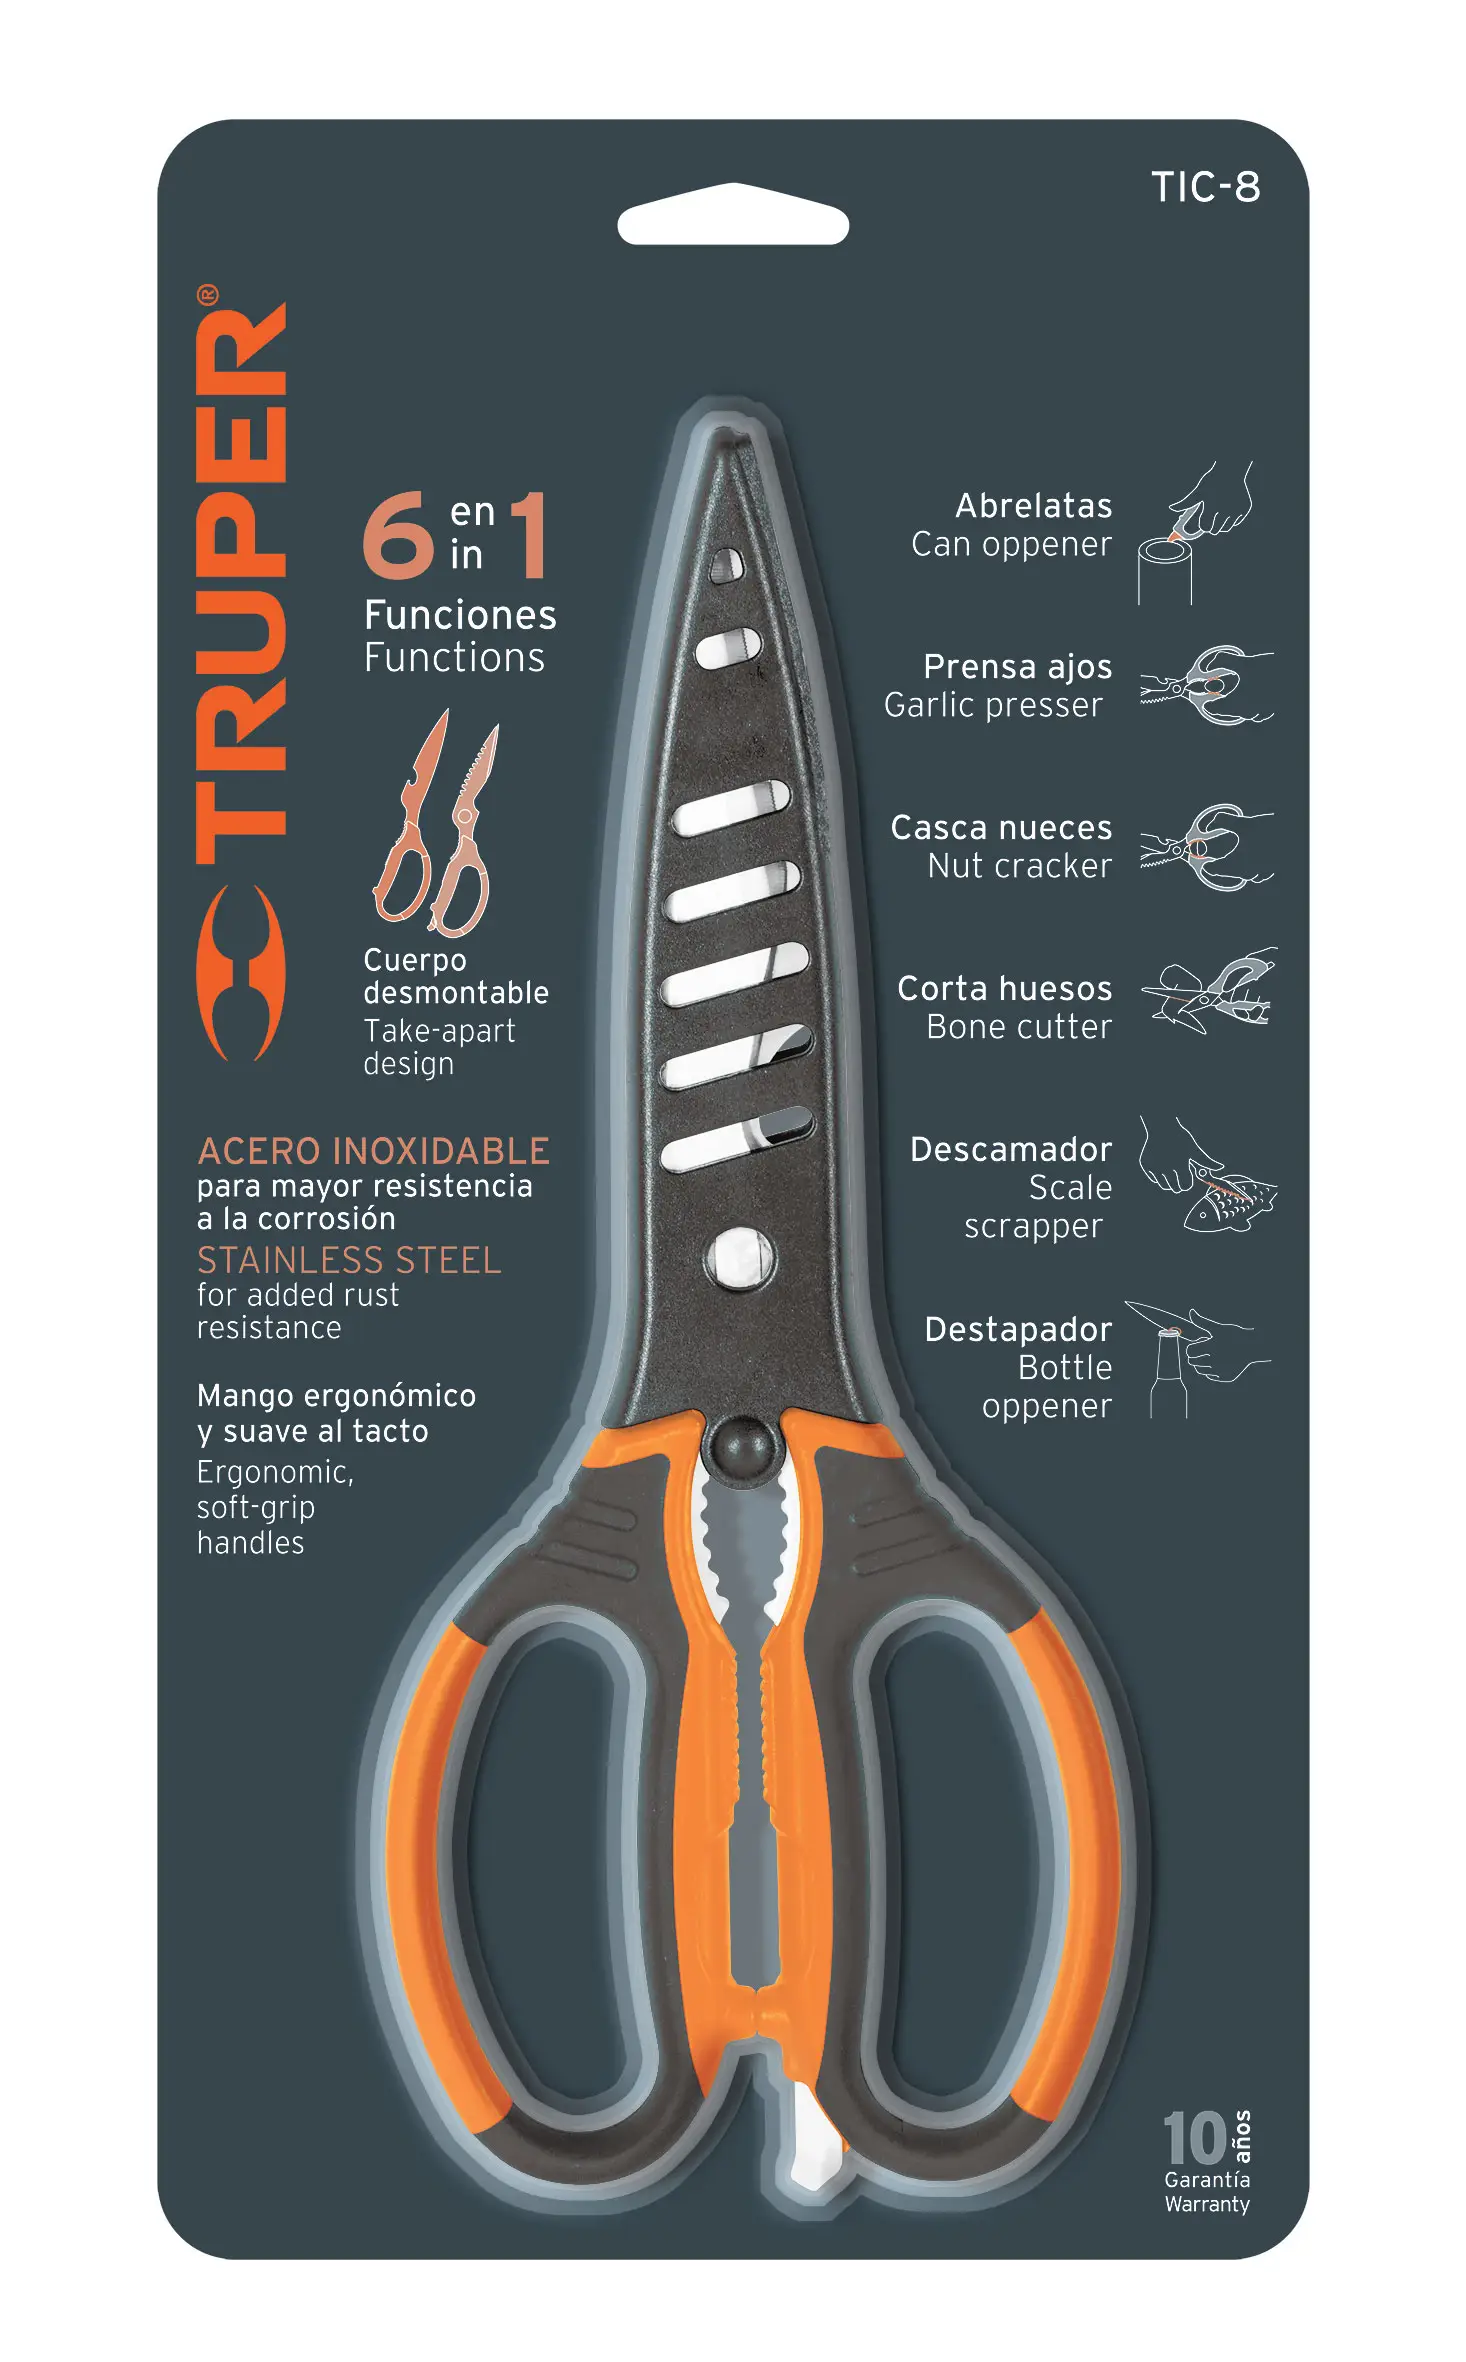 TIC-8
TRUPER®
6 en in 1
Funciones
Functions
Cuerpo
desmontable
Take-apart
design
ACERO INOXIDABLE
para mayor resistencia
a la corrosión
STAINLESS STEEL
for added rust
resistance
Mango ergonómico
y suave al tacto
Ergonomic,
soft-grip
handles
Abrelatas
Can oppener
Prensa ajos
Garlic presser
Casca nueces
Nut cracker
Corta huesos
Bone cutter
Descamador
Scale
scrapper
Destapador
Bottle
oppener
10 años
Garantía
Warranty